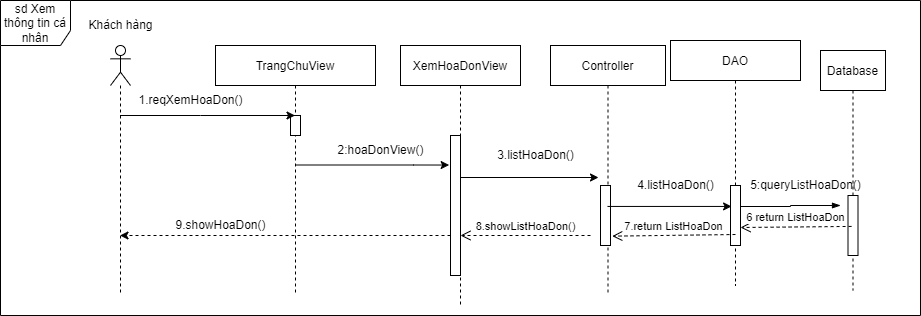 sd Xem
thông tin cá
nhân
Khách hàng
TrangChuView
XemHoaDonView
Controller
DAO
Database
1.reqXemHoaDon()
2:hoaDonView()
3.listHoaDon()
4.listHoaDon()
5:queryListHoaDon()
6 return ListHoaDon
7.return ListHoaDon
8.showListHoaDon()
9.showHoaDon()